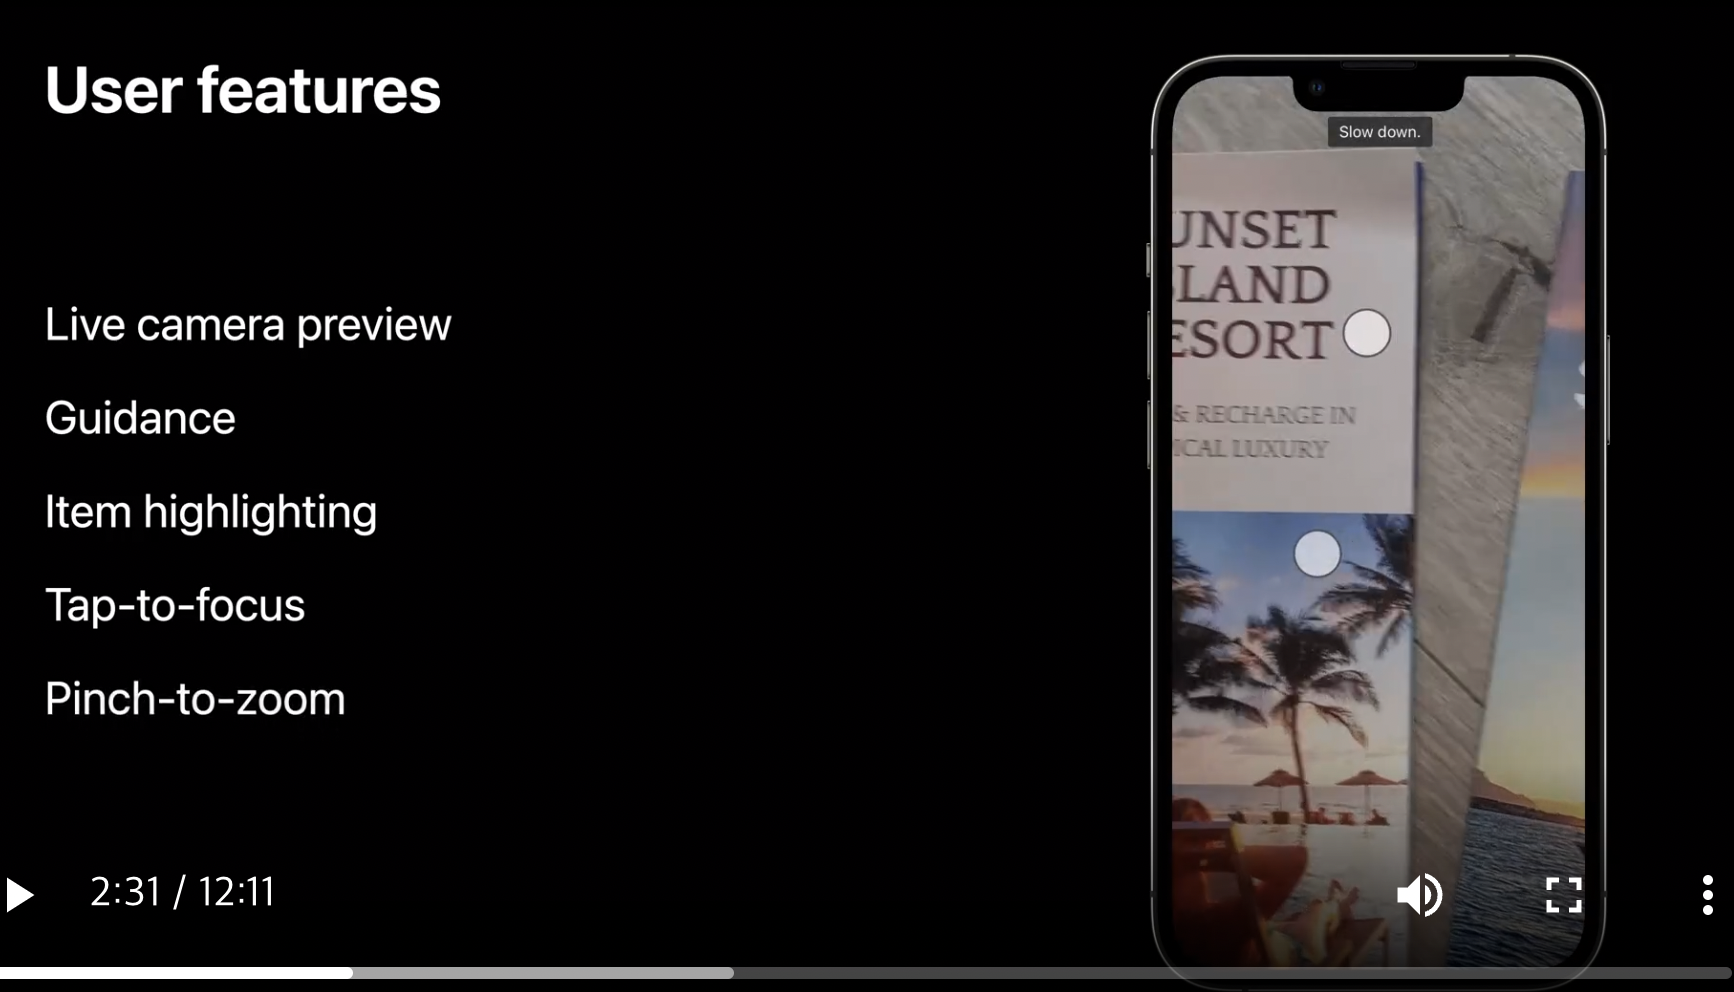 User features
Live camera preview
Guidance
Item highlighting
Tap-to-focus
Pinch-to-zoom
Slow down.
UNSET
LAND
ESORT
& RECHARGE IN
ICAL LUXURY
2:31 / 12:11